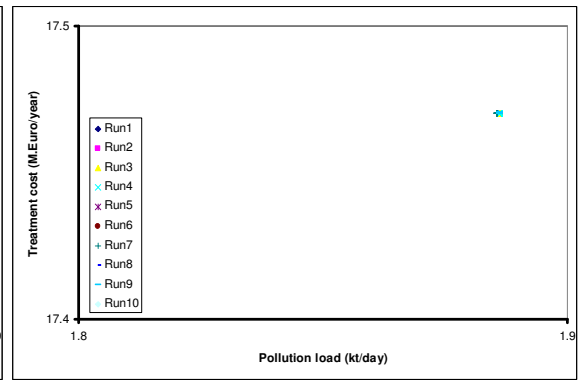 17.5
Treatment cost (M.Euro/year)
Run1
Run2
Run3
Run4
Run5
Run6
Run7
Run8
Run9
Run10
17.4
1.8
1.9
Pollution load (kt/day)